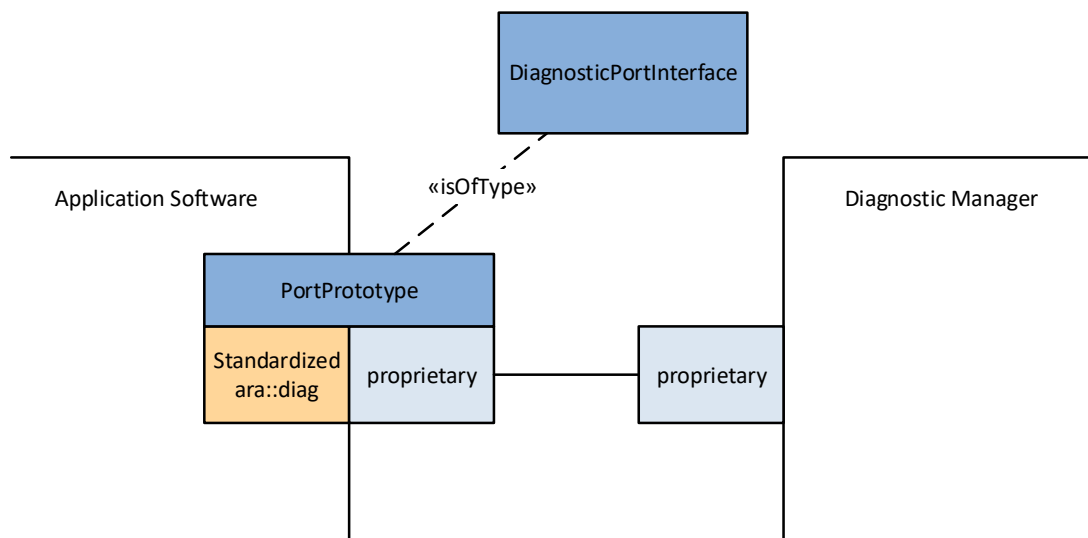 DiagnosticPortInterface
«isOfType»
Application Software
Diagnostic Manager
PortPrototype
Standardized
ara::diag
proprietary
proprietary